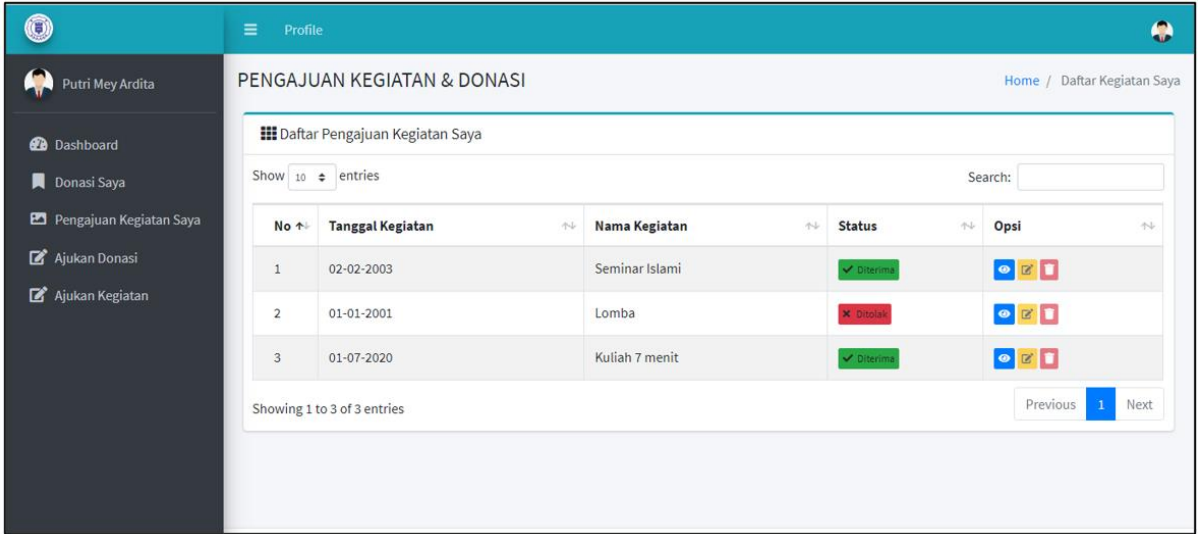 Profile
Putri Mey Ardita
Dashboard
Donasi Saya
Pengajuan Kegiatan Saya
Ajukan Donasi
Ajukan Kegiatan
PENGAJUAN KEGIATAN & DONASI
Home / Daftar Kegiatan Saya
Daftar Pengajuan Kegiatan Saya
Show 10 entries
Search:
No Tanggal Kegiatan Nama Kegiatan Status Opsi
1 02-02-2003 Seminar Islami Diterima
2 01-01-2001 Lomba Ditolak
3 01-07-2020 Kuliah 7 menit Diterima
Showing 1 to 3 of 3 entries
Previous 1 Next